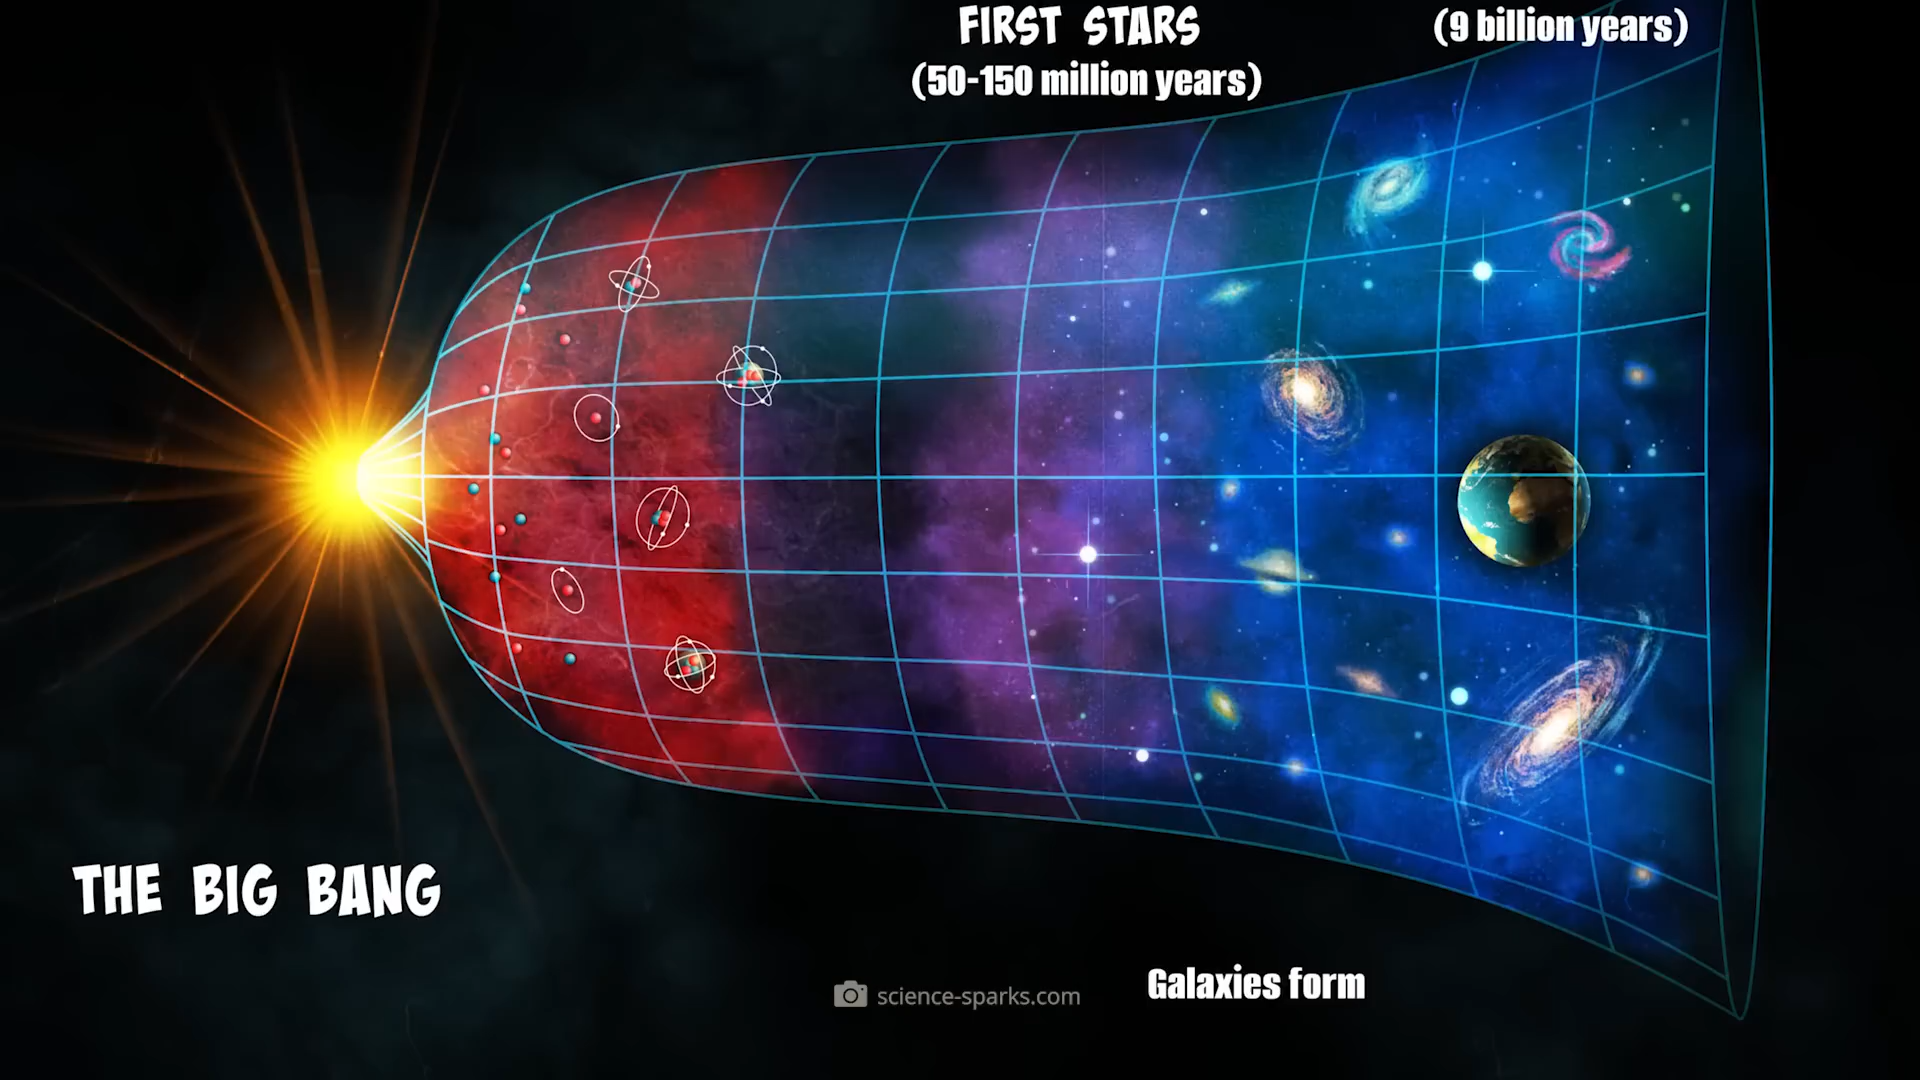 FIRST STARS
(50-150 million years)
(9 billion years)
THE BIG BANG
Galaxies form
science-sparks.com